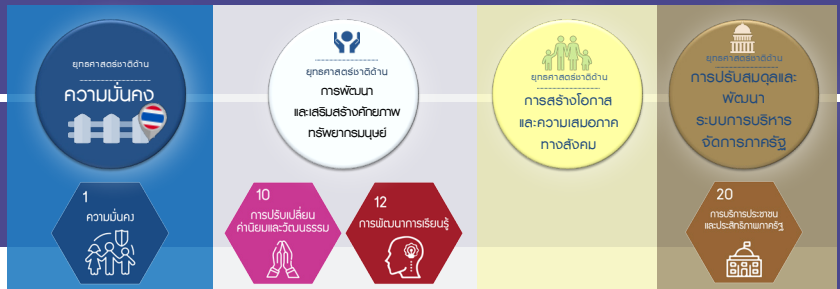 ยุทธศาสตร์ชาติด้าน
ความมั่นคง
ยุทธศาสตร์ชาติด้าน
การพัฒนา
และเสริมสร้างศักยภาพ
ทรัพยากรมนุษย์
ยุทธศาสตร์ชาติด้าน
การสร้างโอกาส
และความเสมอภาค
ทางสังคม
ยุทธศาสตร์ชาติด้าน
การปรับสมดุลและ
พัฒนา
ระบบการบริหาร
จัดการภาครัฐ
1
ความมั่นคง
10
การปรับเปลี่ยน
ค่านิยมและวัฒนธรรม
12
การพัฒนาการเรียนรู้
20
การบริการประชาชน
และประสิทธิภาพภาครัฐ